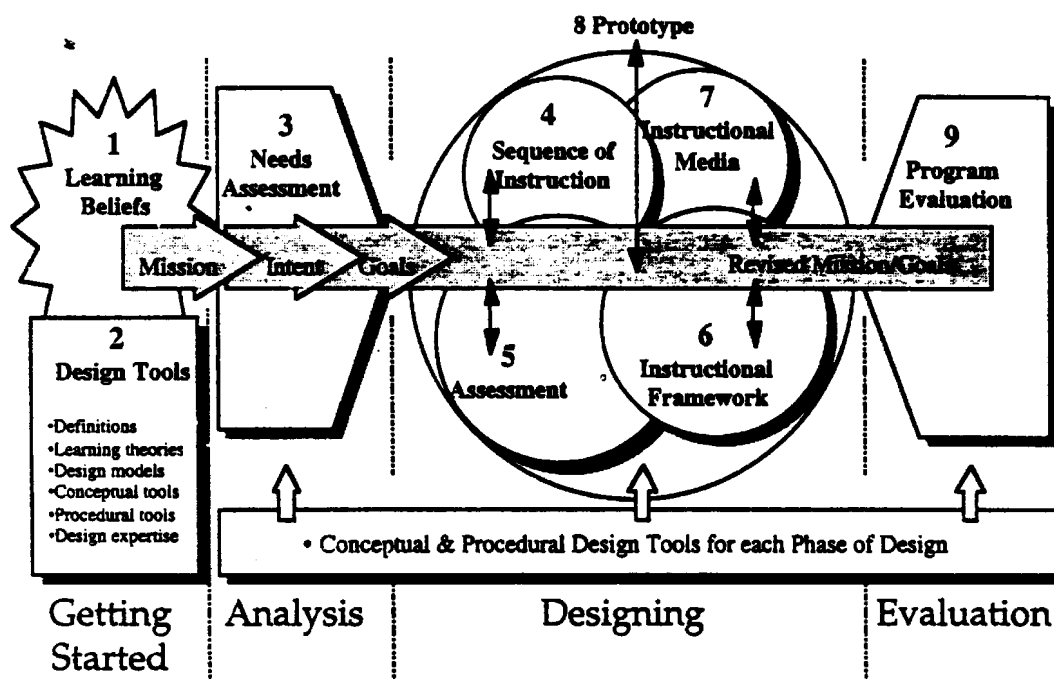 8 Prototype
1
Learning
Beliefs
3
Needs
Assessment
4
Sequence of
Instruction
7
Instructional
Media
9
Program
Evaluation
Mission
Intent
Goals
Revised Mission/Goals
2
Design Tools
•Definitions
•Learning theories
•Design models
•Conceptual tools
•Procedural tools
•Design expertise
5
Assessment
6
Instructional
Framework
• Conceptual & Procedural Design Tools for each Phase of Design
Getting
Started
Analysis
Designing
Evaluation